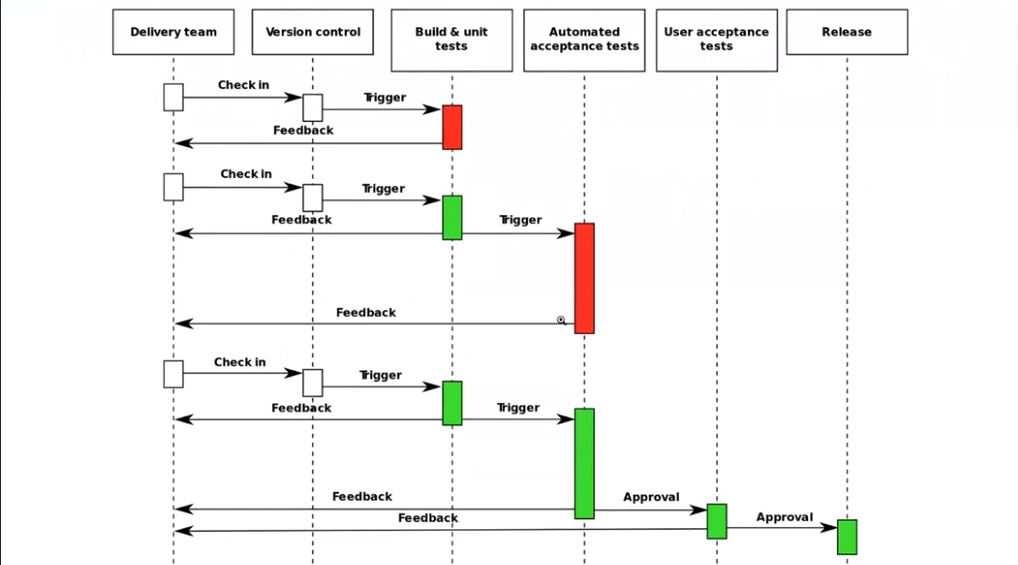 Delivery team
Version control
Build & unit
tests
Automated
acceptance tests
User acceptance
tests
Release
Check in
Trigger
Feedback
Check in
Trigger
Feedback
Trigger
Feedback
Check in
Trigger
Feedback
Trigger
Feedback
Approval
Feedback
Approval